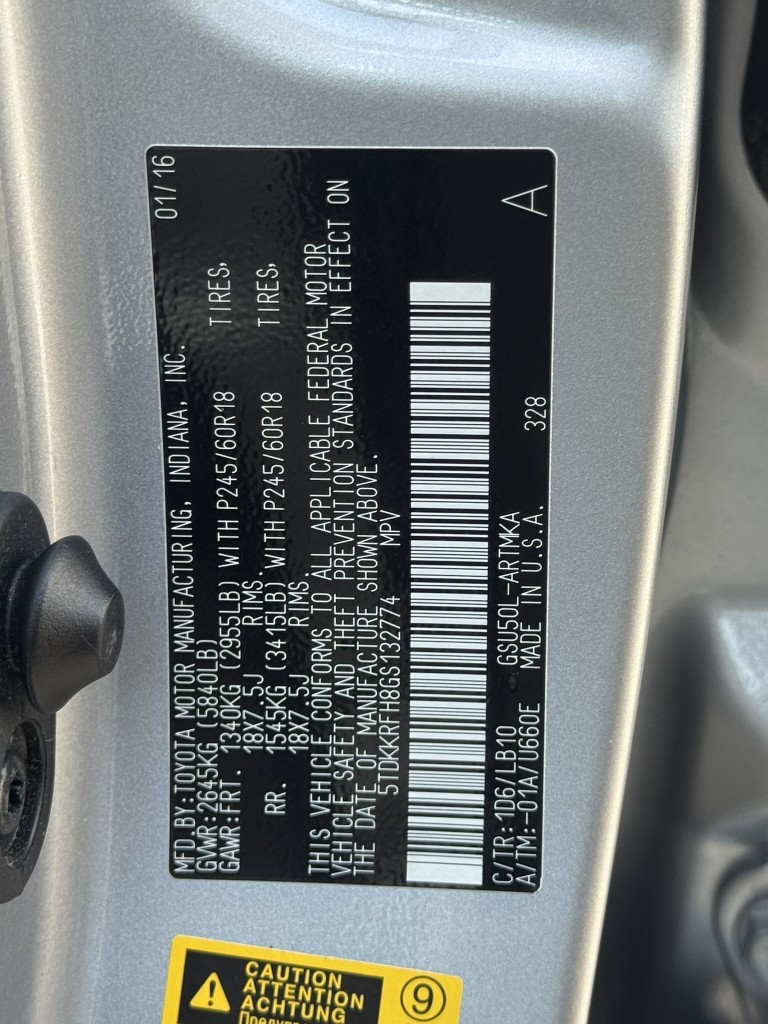 MFD.BY:TOYOTA MOTOR MANUFACTURING, INDIANA, INC. 01/16
GVWR:2645KG (5840LB)
GAWR:FRT. 1340KG (2955LB) WITH P245/60R18 TIRES,
18X7.5J RIMS.
RR. 1545KG (3415LB) WITH P245/60R18 TIRES,
18X7.5J RIMS.
THIS VEHICLE CONFORMS TO ALL APPLICABLE FEDERAL MOTOR
VEHICLE SAFETY AND THEFT PREVENTION STANDARDS IN EFFECT ON
THE DATE OF MANUFACTURE SHOWN ABOVE.
5TDKKRFH8GS132774 MPV
C/TR:1D6/LB10 GSU50L-ARTMKA
A/TM:-01A/U660E MADE IN U.S.A. 328 A
CAUTION
ATTENTION
ACHTUNG
9